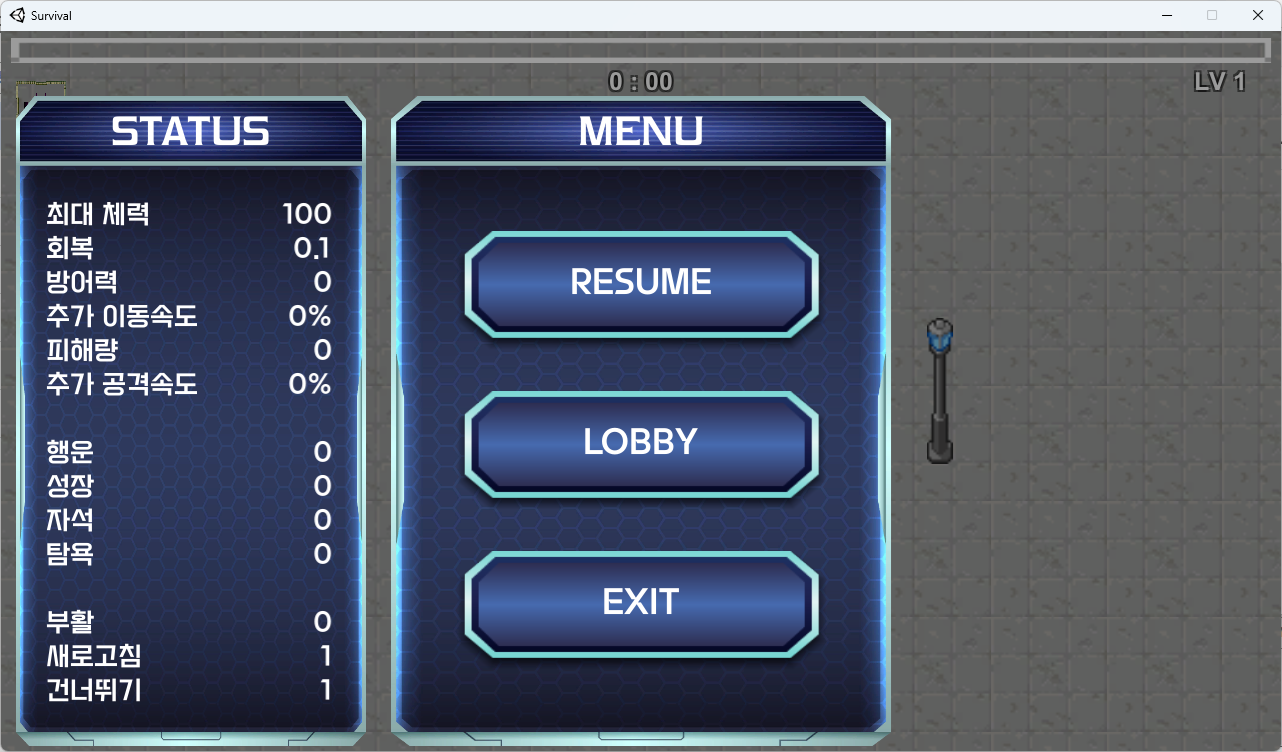 Survival
0 : 00
LV 1
STATUS
최대 체력 100
회복 0.1
방어력 0
추가 이동속도 0%
피해량 0
추가 공격속도 0%
행운 0
성장 0
자석 0
탐욕 0
부활 0
새로고침 1
건너뛰기 1
MENU
RESUME
LOBBY
EXIT